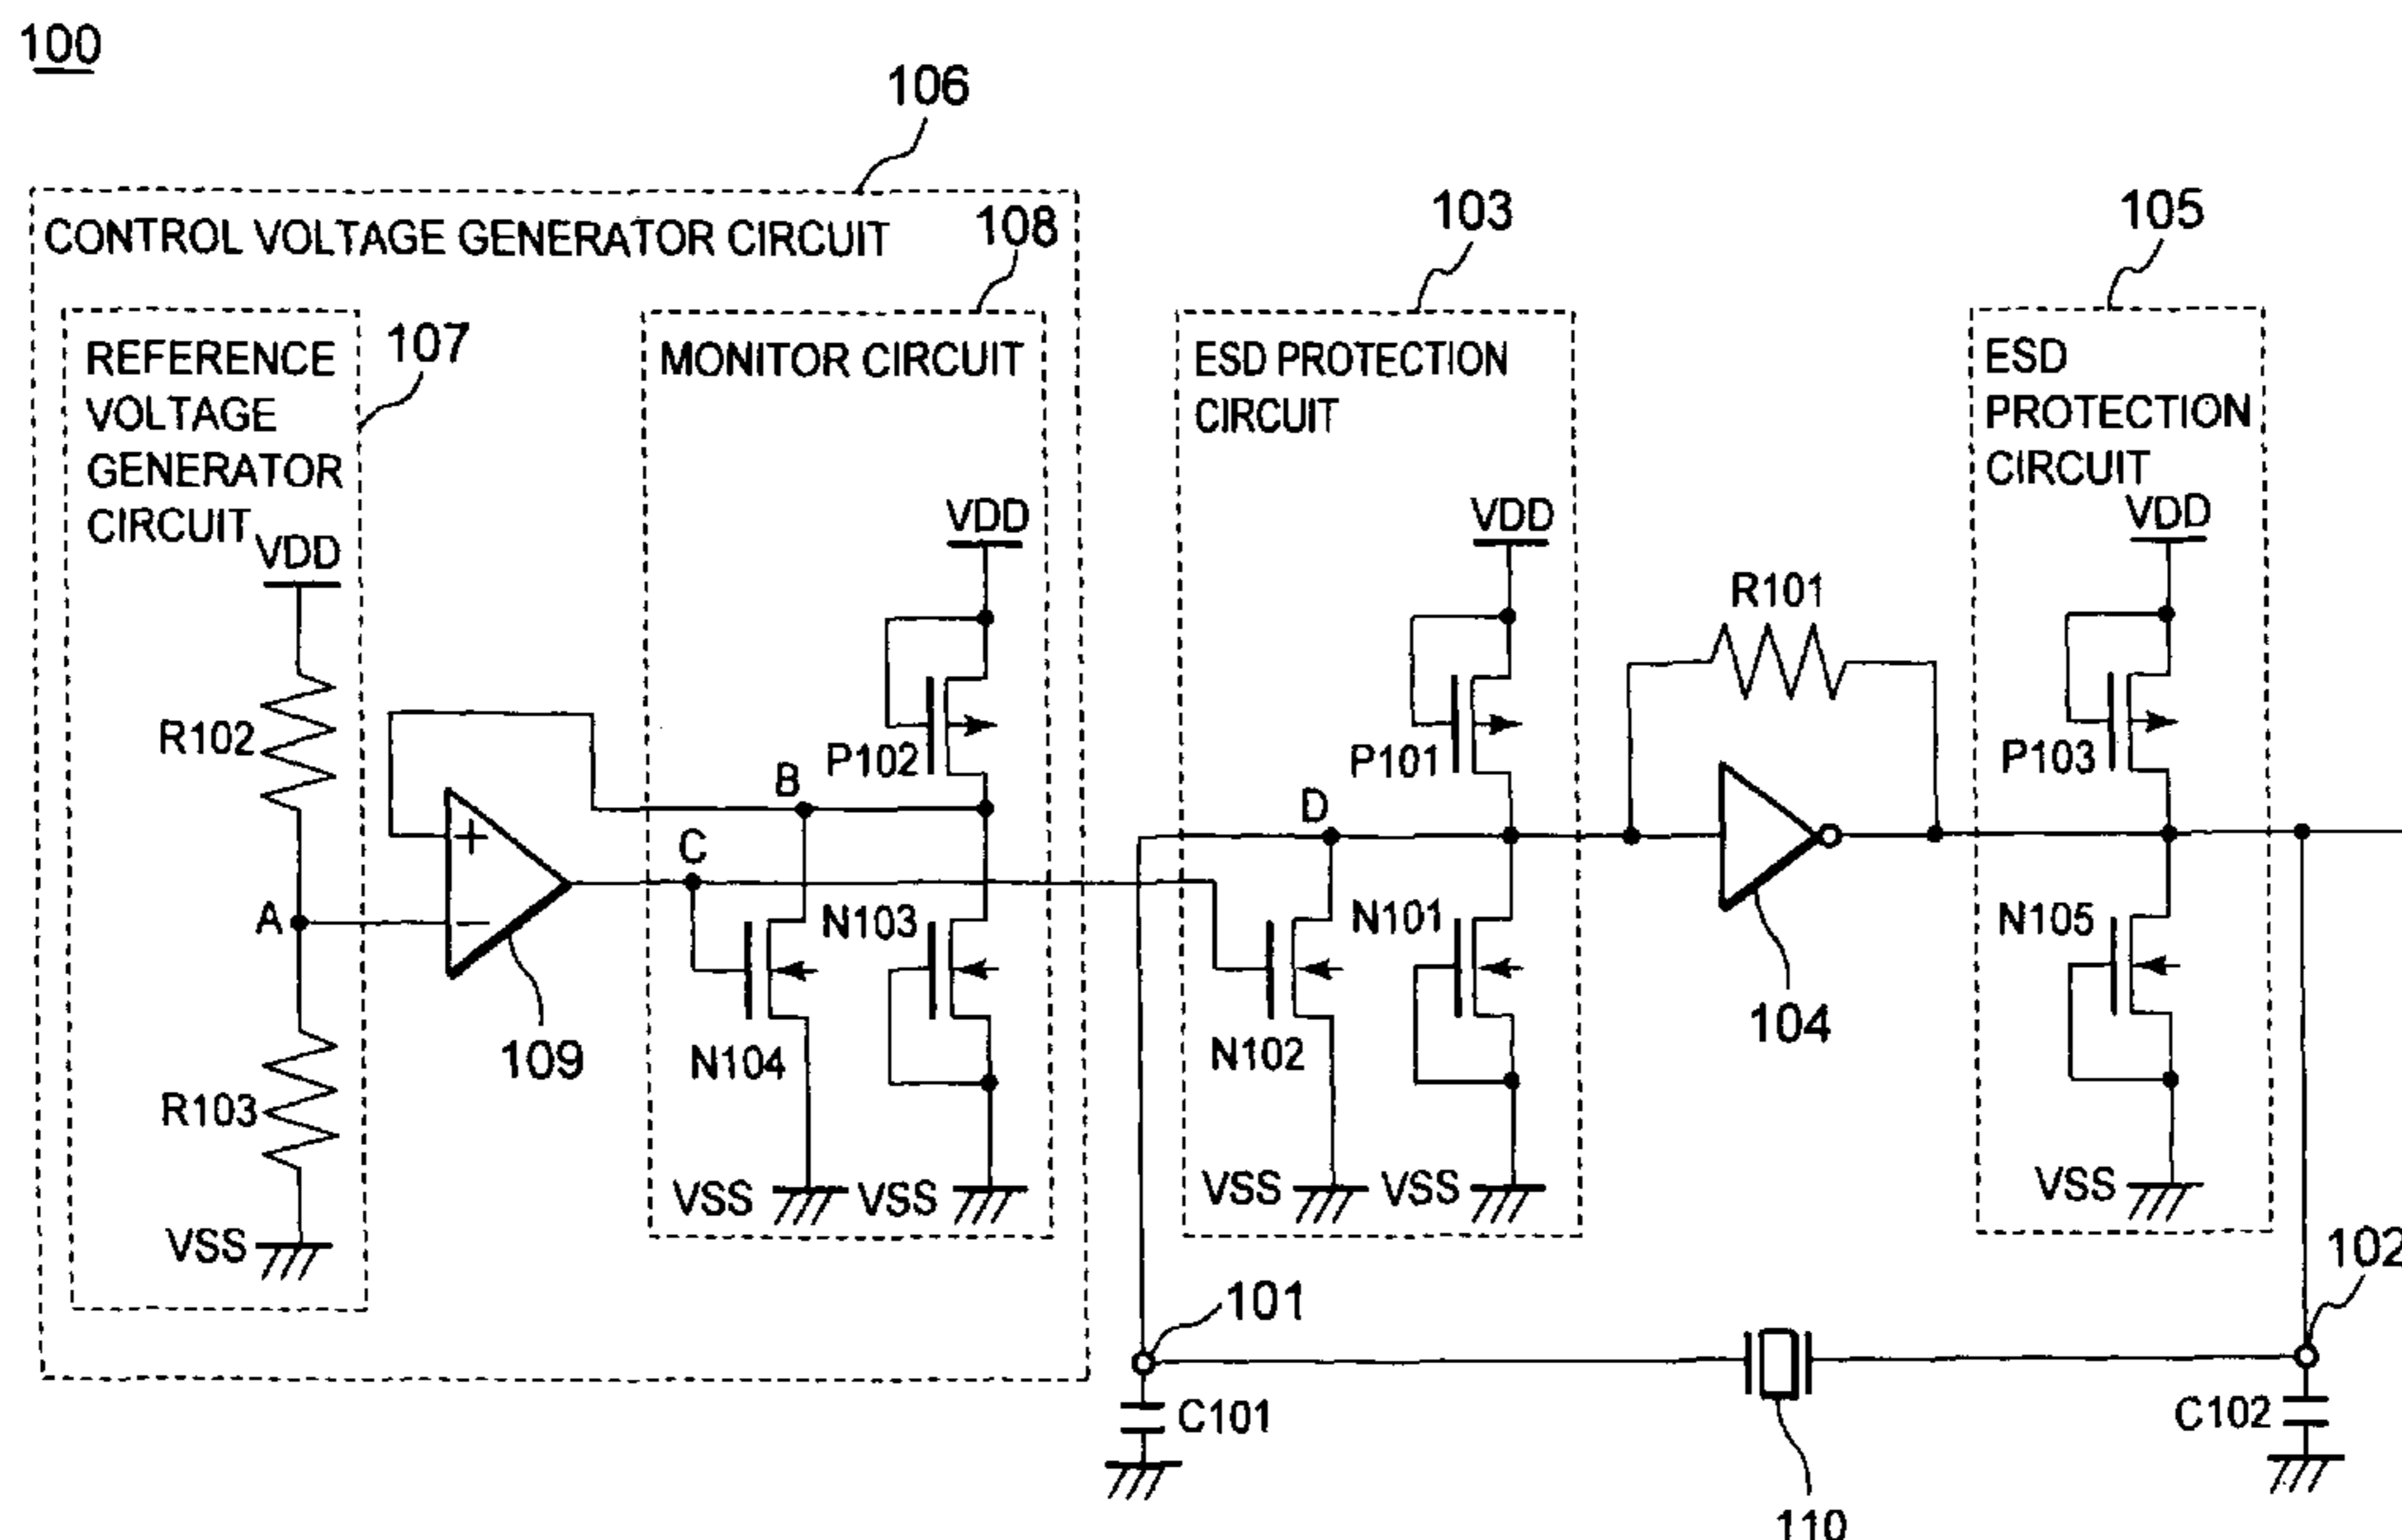 100
106
CONTROL VOLTAGE GENERATOR CIRCUIT
108
103
105
REFERENCE
VOLTAGE
GENERATOR
CIRCUIT
107
MONITOR CIRCUIT
ESD PROTECTION
CIRCUIT
ESD
PROTECTION
CIRCUIT
VDD
VDD
VDD
VDD
R101
R102
P102
P101
P103
B
D
C
+
A
−
N103
N101
N105
109
N104
N102
104
R103
VSS
VSS
VSS
VSS
VSS
VSS
101
102
C101
C102
110